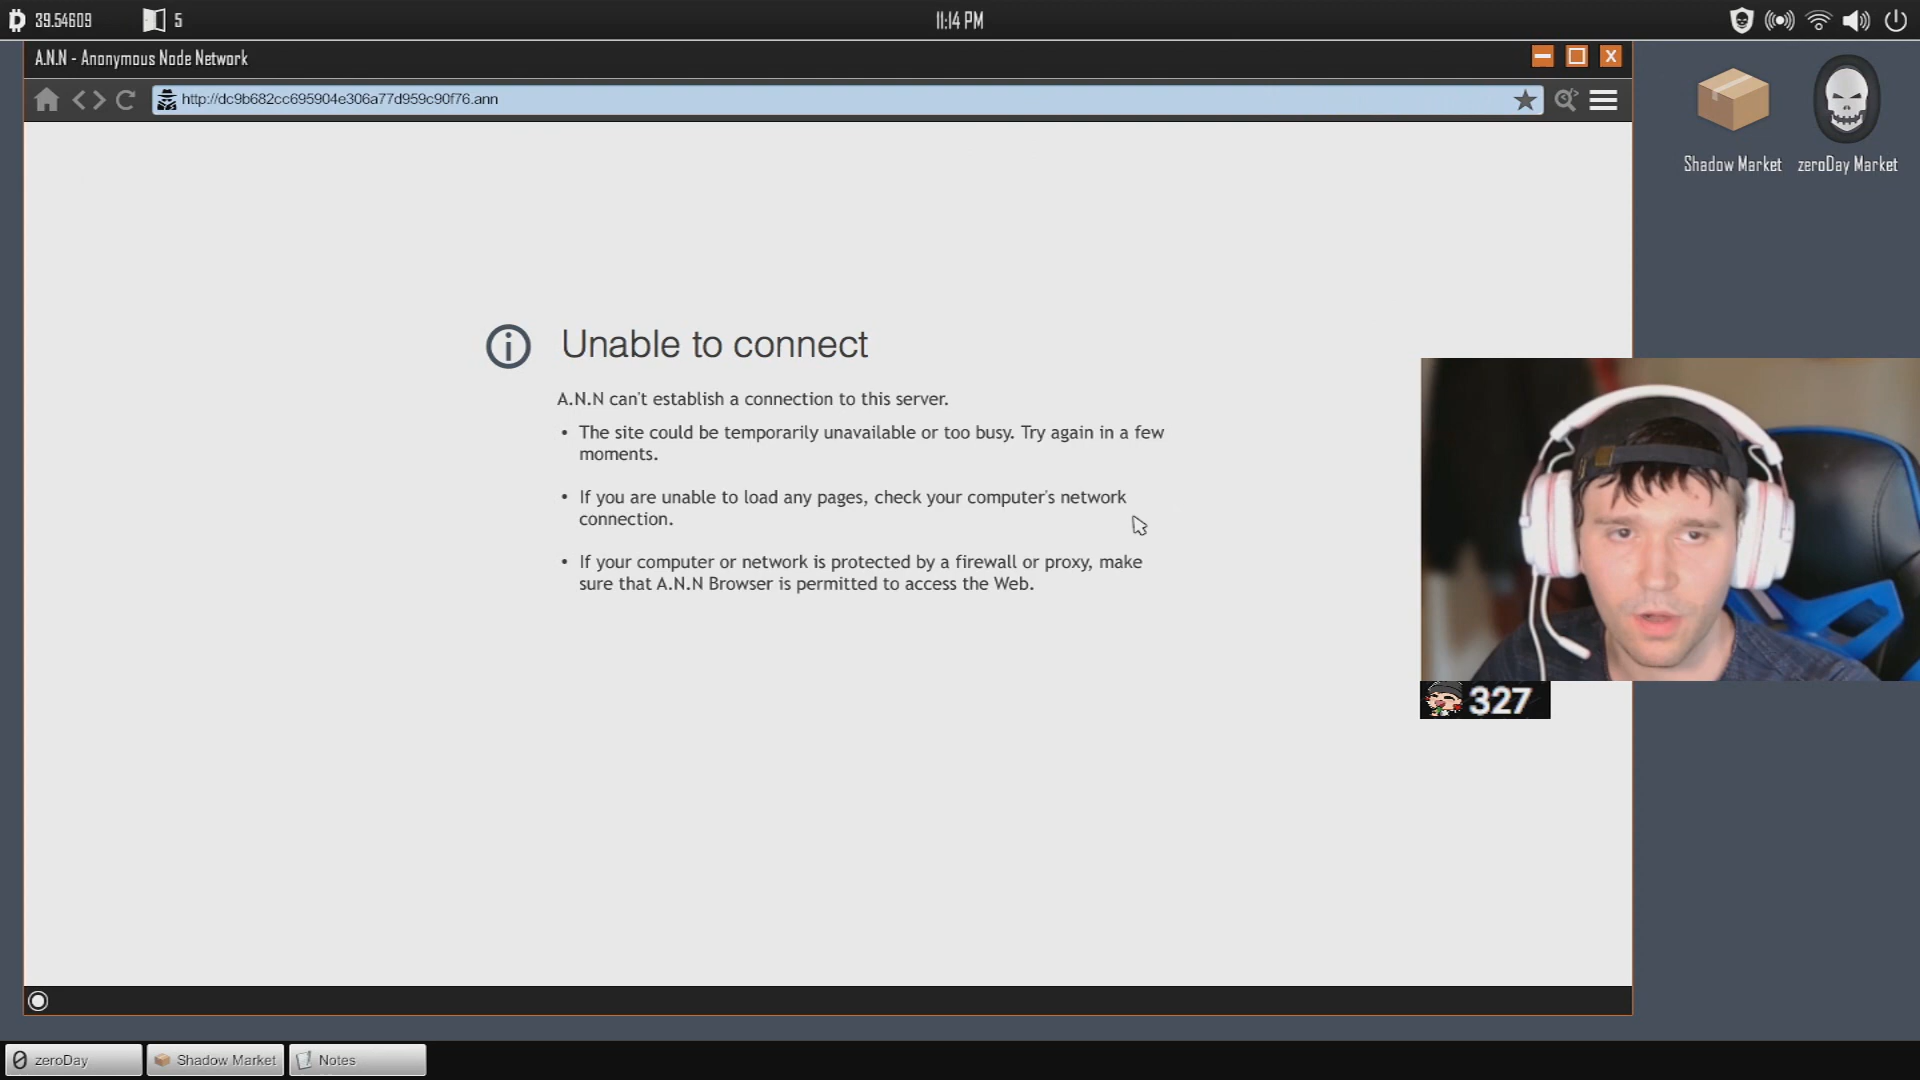 39.54609
5
11:14 PM
A.N.N - Anonymous Node Network
X
http://dc9b682cc695904e306a77d959c90f76.ann
Shadow Market
zeroDay Market
Unable to connect
A.N.N can't establish a connection to this server.
• The site could be temporarily unavailable or too busy. Try again in a few
moments.
• If you are unable to load any pages, check your computer's network
connection.
• If your computer or network is protected by a firewall or proxy, make
sure that A.N.N Browser is permitted to access the Web.
327
zeroDay
Shadow Market
Notes